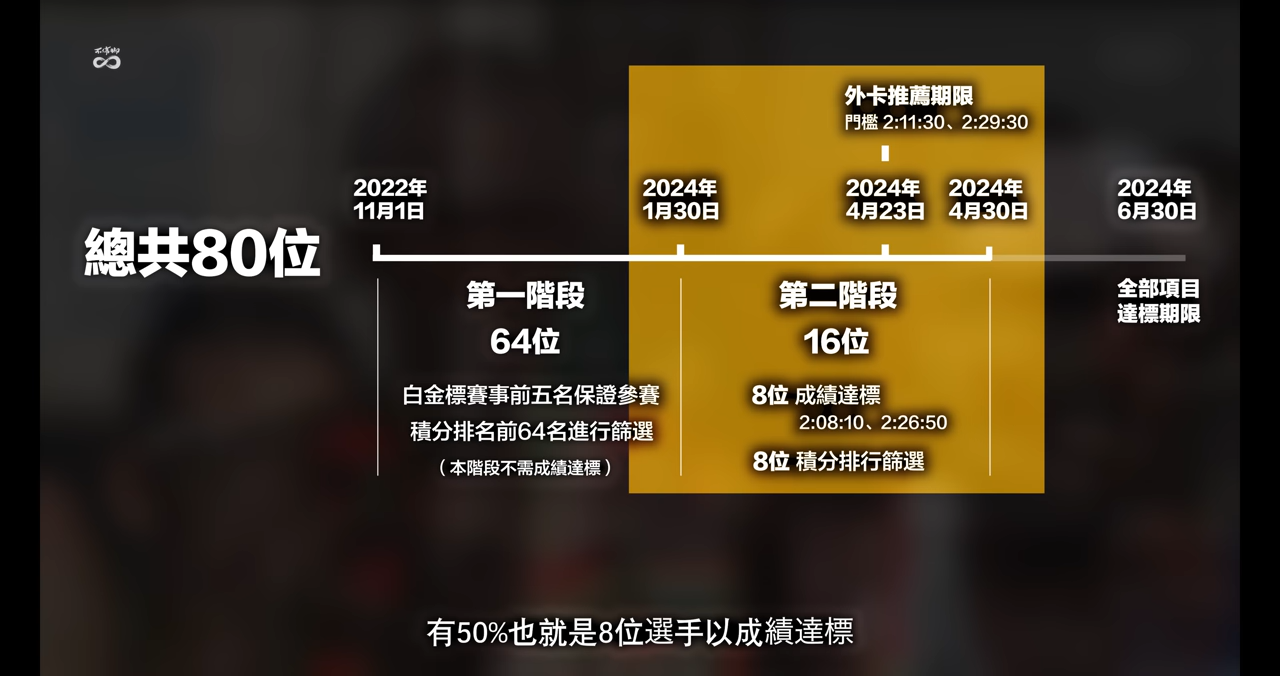 外卡推薦期限
門檻 2:11:30、2:29:30
2022年
11月1日
2024年
1月30日
2024年
4月23日
2024年
4月30日
2024年
6月30日
總共80位
第一階段
64位
白金標賽事前五名保證參賽
積分排名前64名進行篩選
（本階段不需成績達標）
第二階段
16位
8位 成績達標
2:08:10、2:26:50
8位 積分排行篩選
全部項目
達標期限
有50%也就是8位選手以成績達標